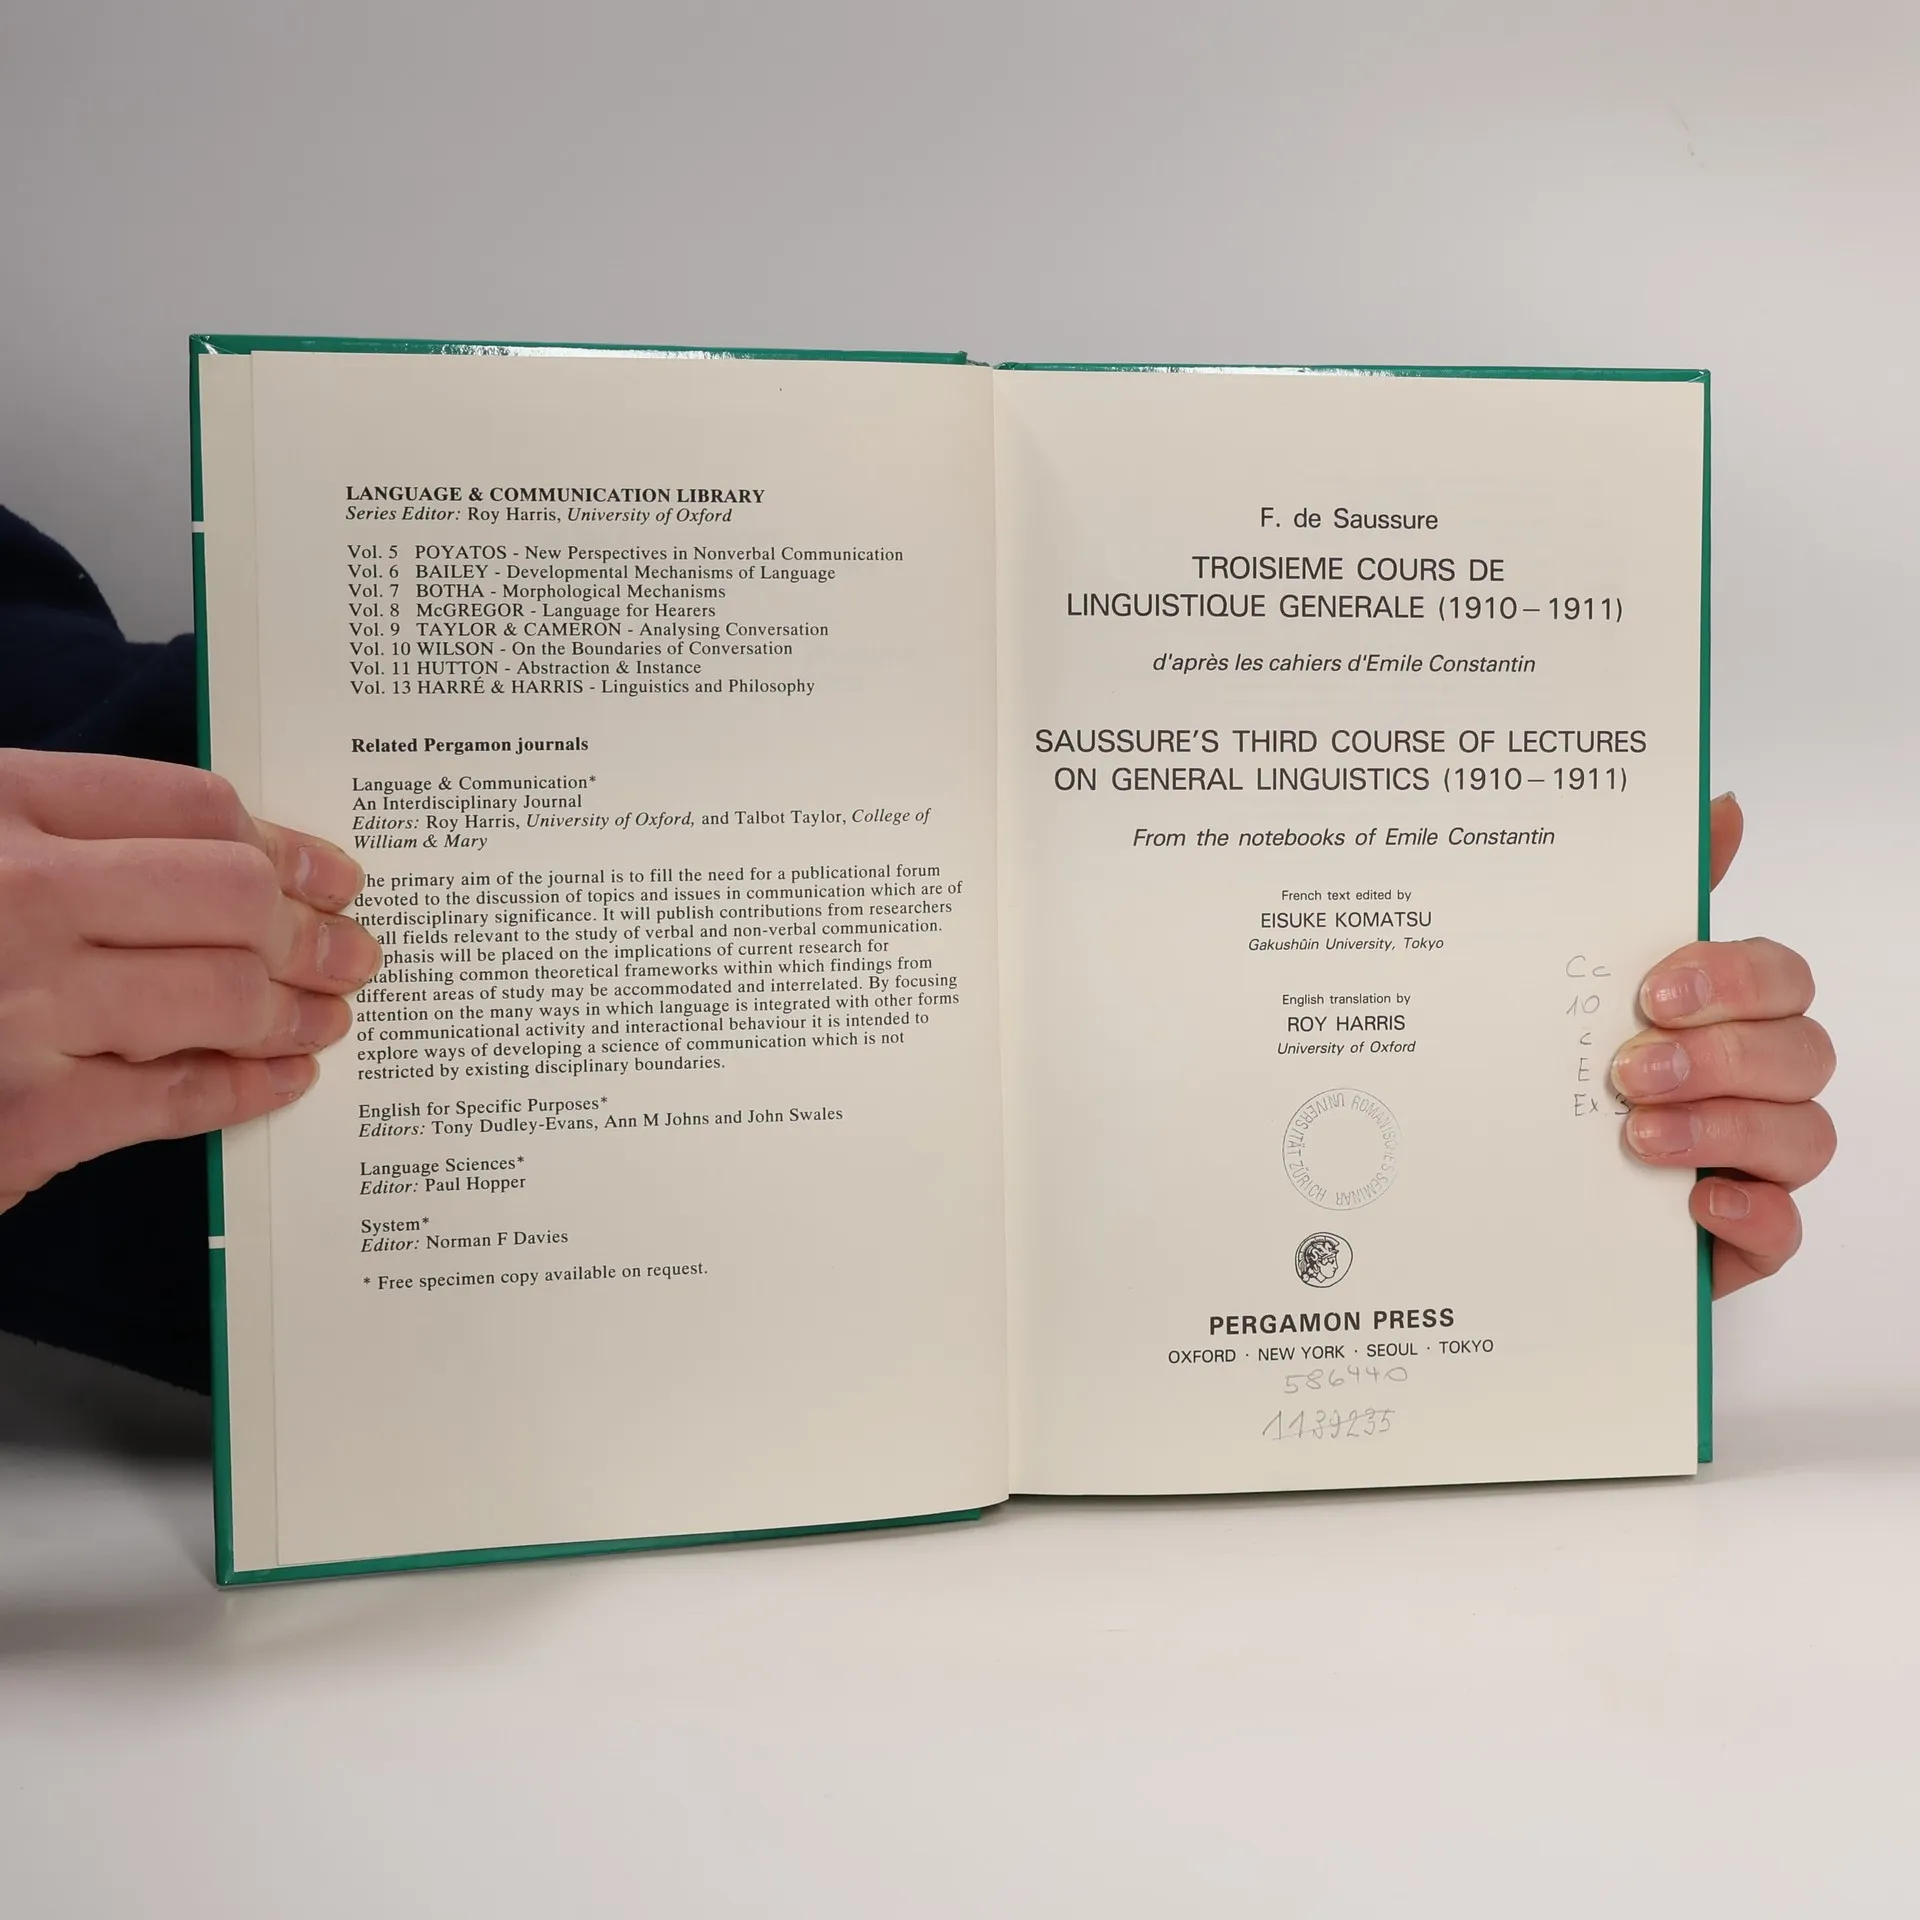 LANGUAGE & COMMUNICATION LIBRARY
Series Editor: Roy Harris, University of Oxford
Vol. 5 POYATOS - New Perspectives in Nonverbal Communication
Vol. 6 BAILEY - Developmental Mechanisms of Language
Vol. 7 BOTHA - Morphological Mechanisms
Vol. 8 McGREGOR - Language for Hearers
Vol. 9 TAYLOR & CAMERON - Analysing Conversation
Vol. 10 WILSON - On the Boundaries of Conversation
Vol. 11 HUTTON - Abstraction & Instance
Vol. 13 HARRÉ & HARRIS - Linguistics and Philosophy
Related Pergamon journals
Language & Communication*
An Interdisciplinary Journal
Editors: Roy Harris, University of Oxford, and Talbot Taylor, College of
William & Mary
he primary aim of the journal is to fill the need for a publicational forum
devoted to the discussion of topics and issues in communication which are of
interdisciplinary significance. It will publish contributions from researchers
all fields relevant to the study of verbal and non-verbal communication.
phasis will be placed on the implications of current research for
stablishing common theoretical frameworks within which findings from
different areas of study may be accommodated and interrelated. By focusing
attention on the many ways in which language is integrated with other forms
of communicational activity and interactional behaviour it is intended to
explore ways of developing a science of communication which is not
restricted by existing disciplinary boundaries.
English for Specific Purposes*
Editors: Tony Dudley-Evans, Ann M Johns and John Swales
Language Sciences*
Editor: Paul Hopper
System*
Editor: Norman F Davies
* Free specimen copy available on request.
F. de Saussure
TROISIEME COURS DE
LINGUISTIQUE GENERALE (1910–1911)
d'après les cahiers d'Emile Constantin
SAUSSURE'S THIRD COURSE OF LECTURES
ON GENERAL LINGUISTICS (1910–1911)
From the notebooks of Emile Constantin
French text edited by
EISUKE KOMATSU
Gakushûin University, Tokyo
English translation by
ROY HARRIS
University of Oxford
Cc
10
c
E
Ex. 3
UNIVERSITÄT ZÜRICH
ROMANISCHES SEMINAR
PERGAMON PRESS
OXFORD · NEW YORK · SEOUL · TOKYO
586440
1139235